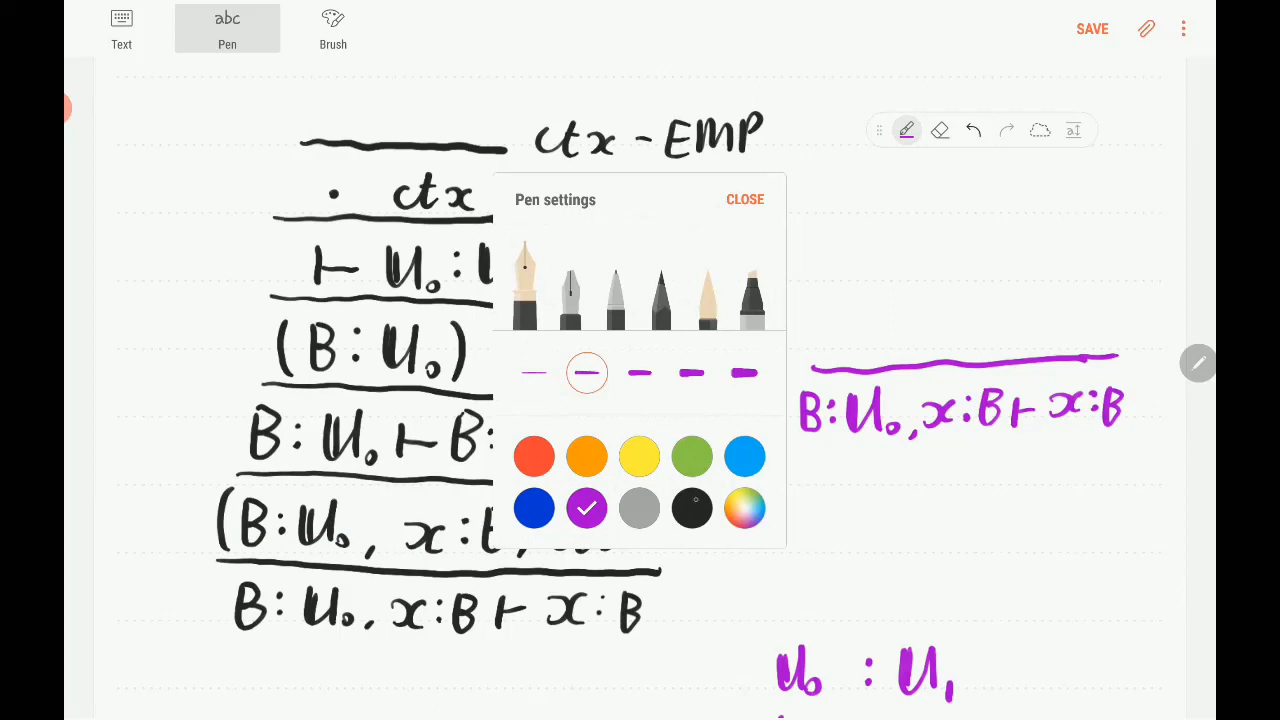 Text
Pen
Brush
SAVE
ctx - EMP
· ctx
Pen settings
CLOSE
⊢ U₀ :
(B : U₀)
B : U₀ ⊢ B :
(B : U₀, x :
B : U₀, x : B ⊢ x : B
B : U₀, x : B ⊢ x : B
U₀ : U₁